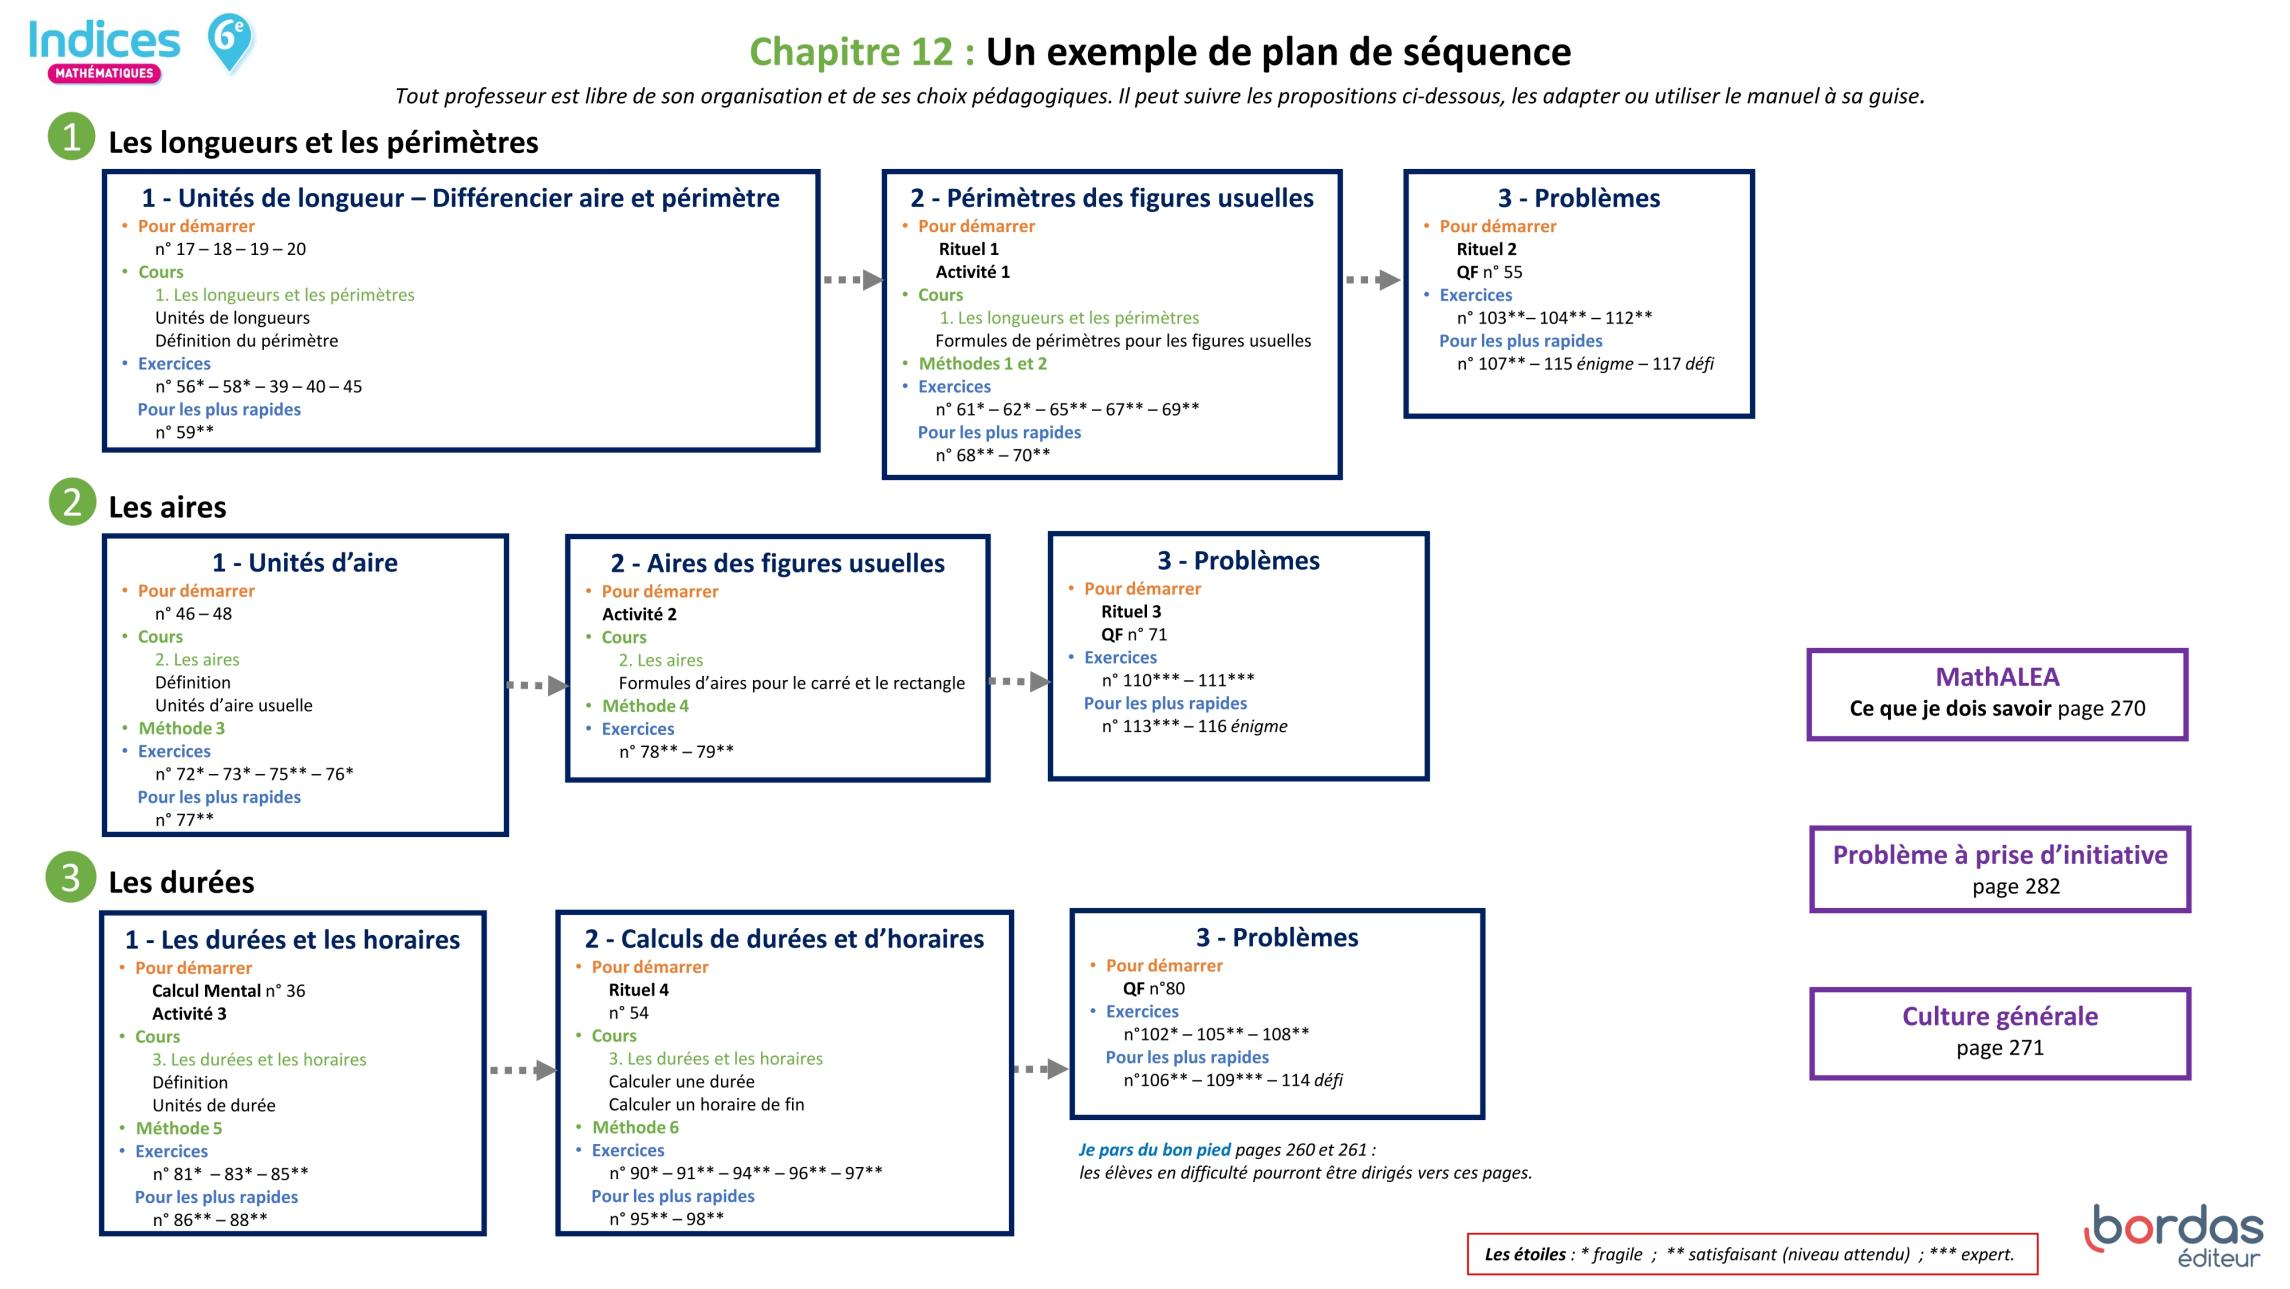 Indices
MATHÉMATIQUES
6e
Chapitre 12 : Un exemple de plan de séquence
Tout professeur est libre de son organisation et de ses choix pédagogiques. Il peut suivre les propositions ci-dessous, les adapter ou utiliser le manuel à sa guise.
1 Les longueurs et les périmètres
1 - Unités de longueur – Différencier aire et périmètre
• Pour démarrer
n° 17 – 18 – 19 – 20
• Cours
1. Les longueurs et les périmètres
Unités de longueurs
Définition du périmètre
• Exercices
n° 56* – 58* – 39 – 40 – 45
Pour les plus rapides
n° 59**
2 - Périmètres des figures usuelles
• Pour démarrer
Rituel 1
Activité 1
• Cours
1. Les longueurs et les périmètres
Formules de périmètres pour les figures usuelles
• Méthodes 1 et 2
• Exercices
n° 61* – 62* – 65** – 67** – 69**
Pour les plus rapides
n° 68** – 70**
3 - Problèmes
• Pour démarrer
Rituel 2
QF n° 55
• Exercices
n° 103**– 104** – 112**
Pour les plus rapides
n° 107** – 115 énigme – 117 défi
2 Les aires
1 - Unités d’aire
• Pour démarrer
n° 46 – 48
• Cours
2. Les aires
Définition
Unités d’aire usuelle
• Méthode 3
• Exercices
n° 72* – 73* – 75** – 76*
Pour les plus rapides
n° 77**
2 - Aires des figures usuelles
• Pour démarrer
Activité 2
• Cours
2. Les aires
Formules d’aires pour le carré et le rectangle
• Méthode 4
• Exercices
n° 78** – 79**
3 - Problèmes
• Pour démarrer
Rituel 3
QF n° 71
• Exercices
n° 110*** – 111***
Pour les plus rapides
n° 113*** – 116 énigme
MathALEA
Ce que je dois savoir page 270
Problème à prise d’initiative
page 282
Culture générale
page 271
3 Les durées
1 - Les durées et les horaires
• Pour démarrer
Calcul Mental n° 36
Activité 3
• Cours
3. Les durées et les horaires
Définition
Unités de durée
• Méthode 5
• Exercices
n° 81* – 83* – 85**
Pour les plus rapides
n° 86** – 88**
2 - Calculs de durées et d’horaires
• Pour démarrer
Rituel 4
n° 54
• Cours
3. Les durées et les horaires
Calculer une durée
Calculer un horaire de fin
• Méthode 6
• Exercices
n° 90* – 91** – 94** – 96** – 97**
Pour les plus rapides
n° 95** – 98**
3 - Problèmes
• Pour démarrer
QF n°80
• Exercices
n°102* – 105** – 108**
Pour les plus rapides
n°106** – 109*** – 114 défi
Je pars du bon pied pages 260 et 261 :
les élèves en difficulté pourront être dirigés vers ces pages.
Les étoiles : * fragile ; ** satisfaisant (niveau attendu) ; *** expert.
bordas
éditeur